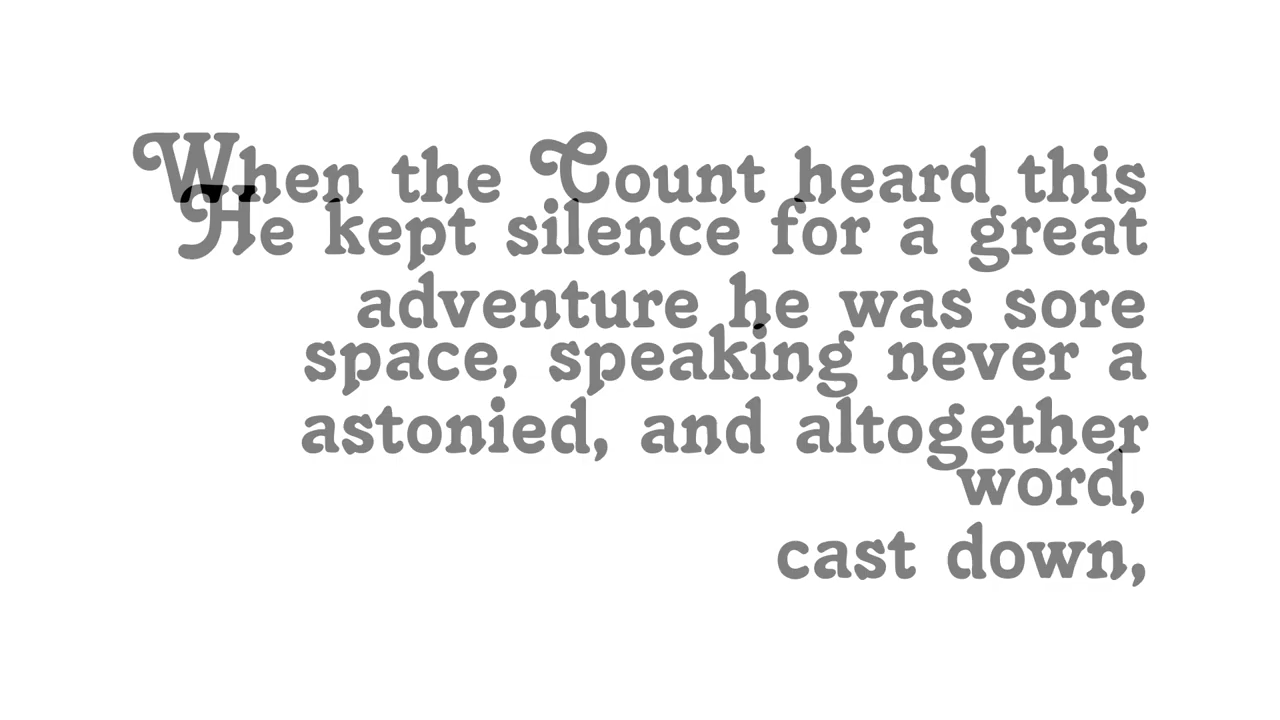 When the Count heard this
adventure he was sore
astonied, and altogether
cast down,
He kept silence for a great
space, speaking never a
word,